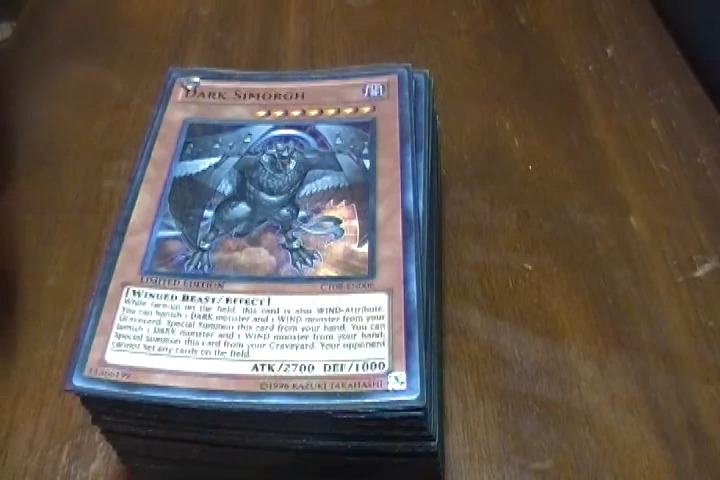 DARK SIMORGH
LIMITED EDITION
[WINGED BEAST/EFFECT]
While face-up on the field, this card is also WIND-Attribute.
You can banish 1 DARK monster and 1 WIND monster from your
Graveyard; Special Summon this card from your hand. You can
banish 1 DARK monster and 1 WIND monster from your hand;
Special Summon this card from your Graveyard. Your opponent
cannot Set any cards on the field.
ATK/2700 DEF/1000
©1996 KAZUKI TAKAHASHI